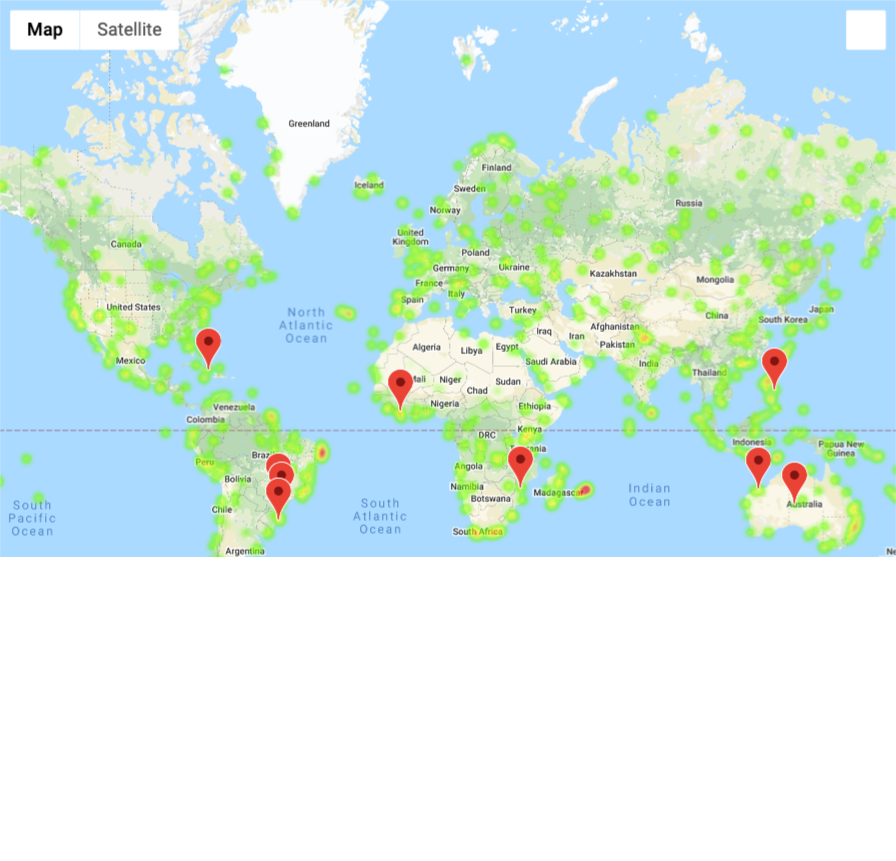 Map
Satellite
Greenland
Finland
Iceland
Sweden
Russia
Norway
United
Kingdom
Canada
Poland
Germany
Ukraine
Kazakhstan
Mongolia
France
Italy
Spain
North
Atlantic
Ocean
United States
Turkey
China
South Korea
Japan
Iraq
Iran
Afghanistan
Pakistan
Mexico
Algeria
Libya
Egypt
Saudi Arabia
India
Thailand
Mali
Niger
Chad
Sudan
Nigeria
Ethiopia
Venezuela
Colombia
DRC
Kenya
Indonesia
Papua New
Guinea
Peru
Bolivia
Angola
Namibia
Botswana
Madagascar
Indian
Ocean
South
Pacific
Ocean
Chile
South
Atlantic
Ocean
South Africa
Australia
Argentina